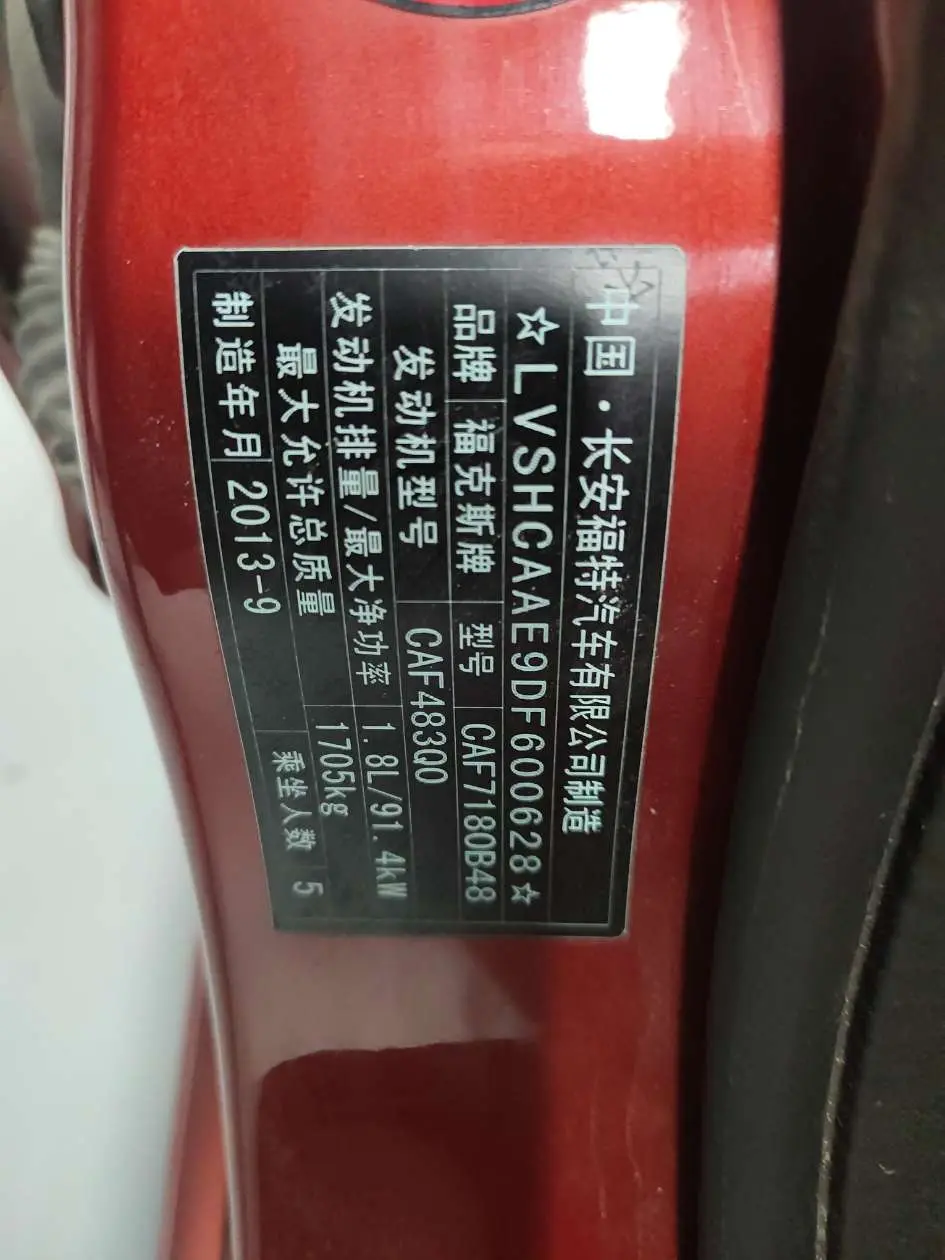 中国·长安福特汽车有限公司制造
☆LVSHCAAE9DF600628☆
品牌 福克斯牌 型号 CAF7180B48
发动机型号 CAF483Q0
发动机排量/最大净功率 1.8L/91.4kW
最大允许总质量 1705kg
制造年月 2013-9 乘坐人数 5